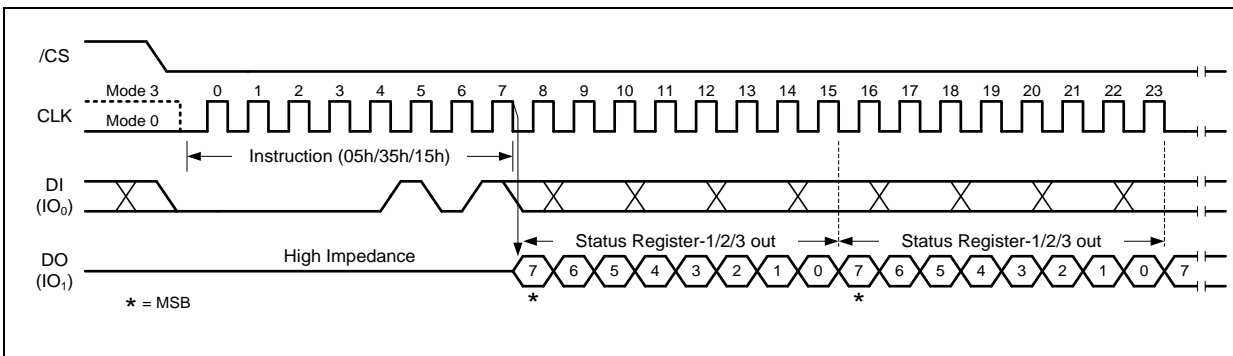 /CS
Mode 3 0 1 2 3 4 5 6 7 8 9 10 11 12 13 14 15 16 17 18 19 20 21 22 23
CLK
Mode 0
Instruction (05h/35h/15h)
DI
(IO₀)
Status Register-1/2/3 out Status Register-1/2/3 out
DO High Impedance
(IO₁) 7 6 5 4 3 2 1 0 7 6 5 4 3 2 1 0 7
* *
* = MSB